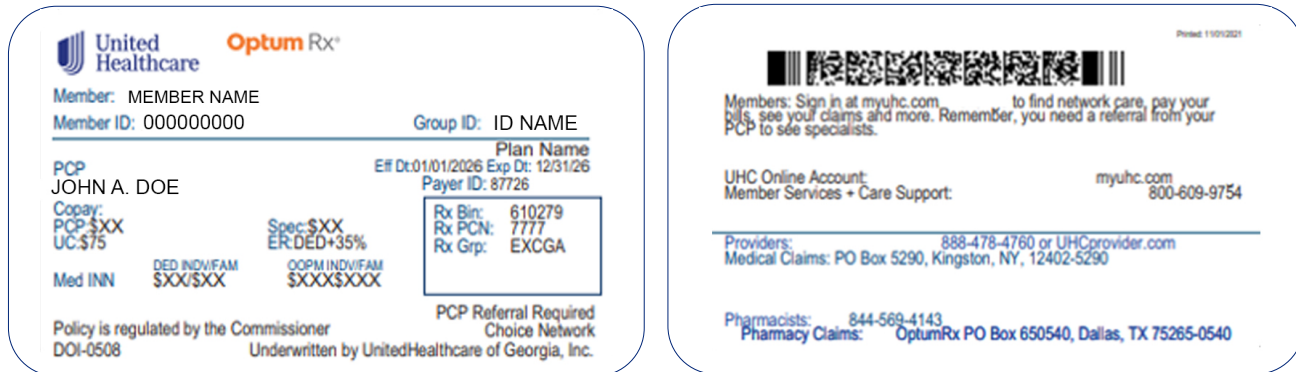 United
Healthcare
Optum Rx®
Member: MEMBER NAME
Member ID: 000000000 Group ID: ID NAME
Plan Name
Eff Dt:01/01/2026 Exp Dt: 12/31/26
PCP
Payer ID: 87726
JOHN A. DOE
Copay:
PCP:$XX Spec:$XX
UC:$75 ER:DED+35%
Rx Bin: 610279
Rx PCN: 7777
Rx Grp: EXCGA
DED INDV/FAM OOPM INDV/FAM
Med INN $XX/$XX $XXX$XXX
PCP Referral Required
Policy is regulated by the Commissioner Choice Network
DOI-0508 Underwritten by UnitedHealthcare of Georgia, Inc.
Printed: 11/01/2021
Members: Sign in at myuhc.com to find network care, pay your
bills, see your claims and more. Remember, you need a referral from your
PCP to see specialists.
UHC Online Account: myuhc.com
Member Services + Care Support: 800-609-9754
Providers: 888-478-4760 or UHCprovider.com
Medical Claims: PO Box 5290, Kingston, NY, 12402-5290
Pharmacists: 844-569-4143
Pharmacy Claims: OptumRx PO Box 650540, Dallas, TX 75265-0540